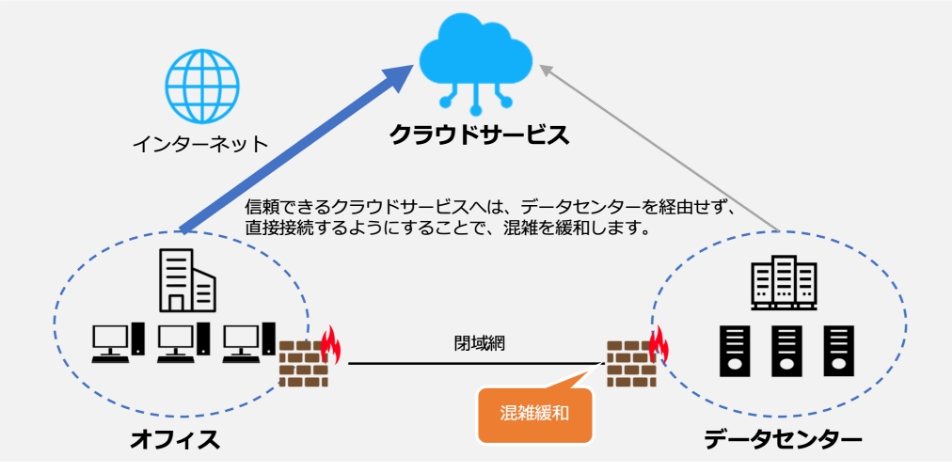 インターネット
クラウドサービス
信頼できるクラウドサービスへは、データセンターを経由せず、
直接接続するようにすることで、混雑を緩和します。
閉域網
混雑緩和
オフィス
データセンター